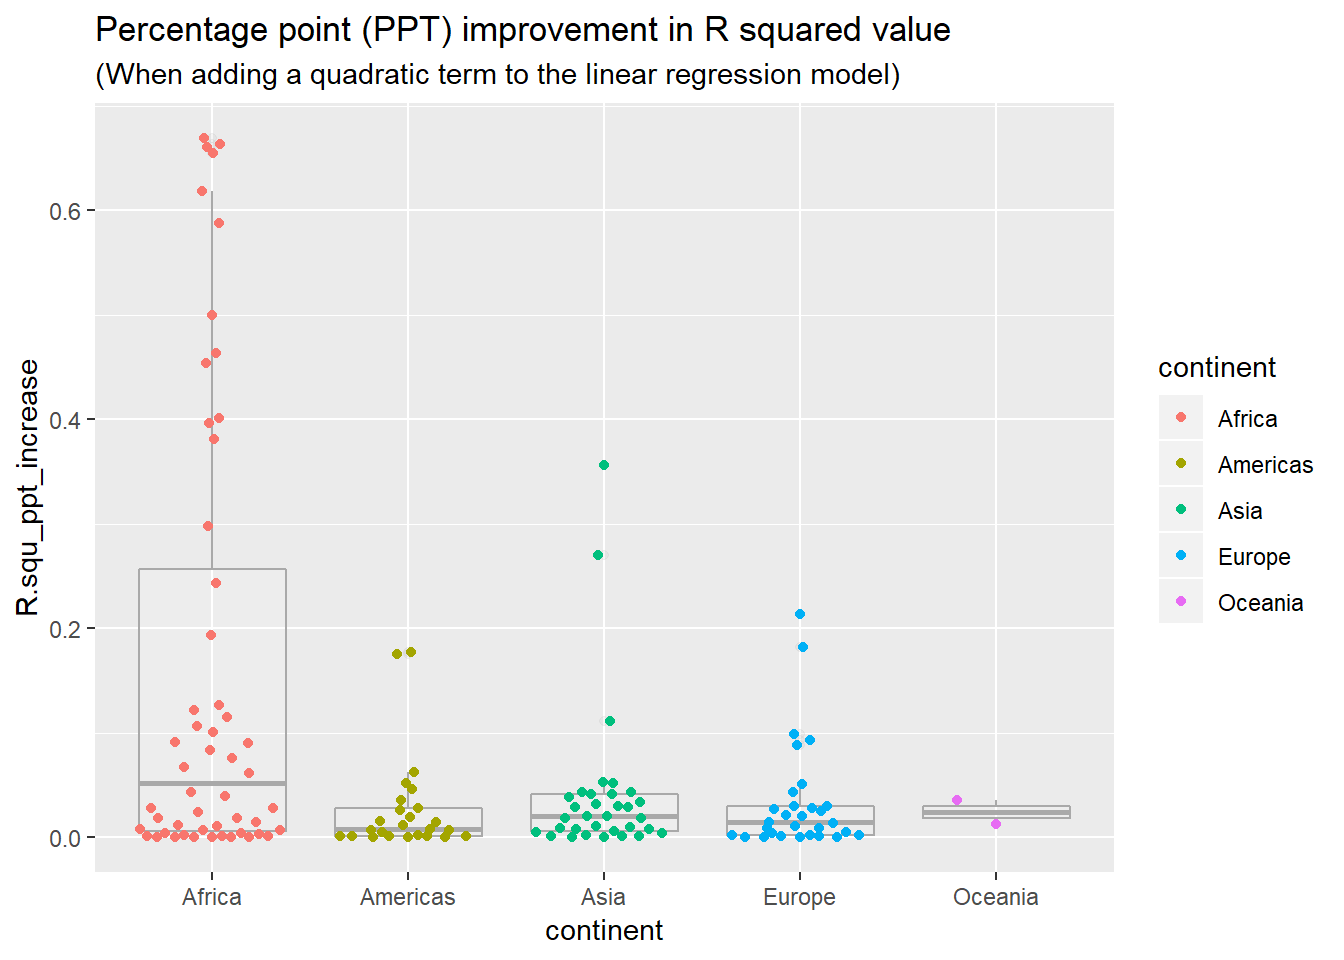 Percentage point (PPT) improvement in R squared value
(When adding a quadratic term to the linear regression model)
R.squ_ppt_increase
0.6
0.4
0.2
0.0
Africa
Americas
Asia
Europe
Oceania
continent
continent
Africa
Americas
Asia
Europe
Oceania